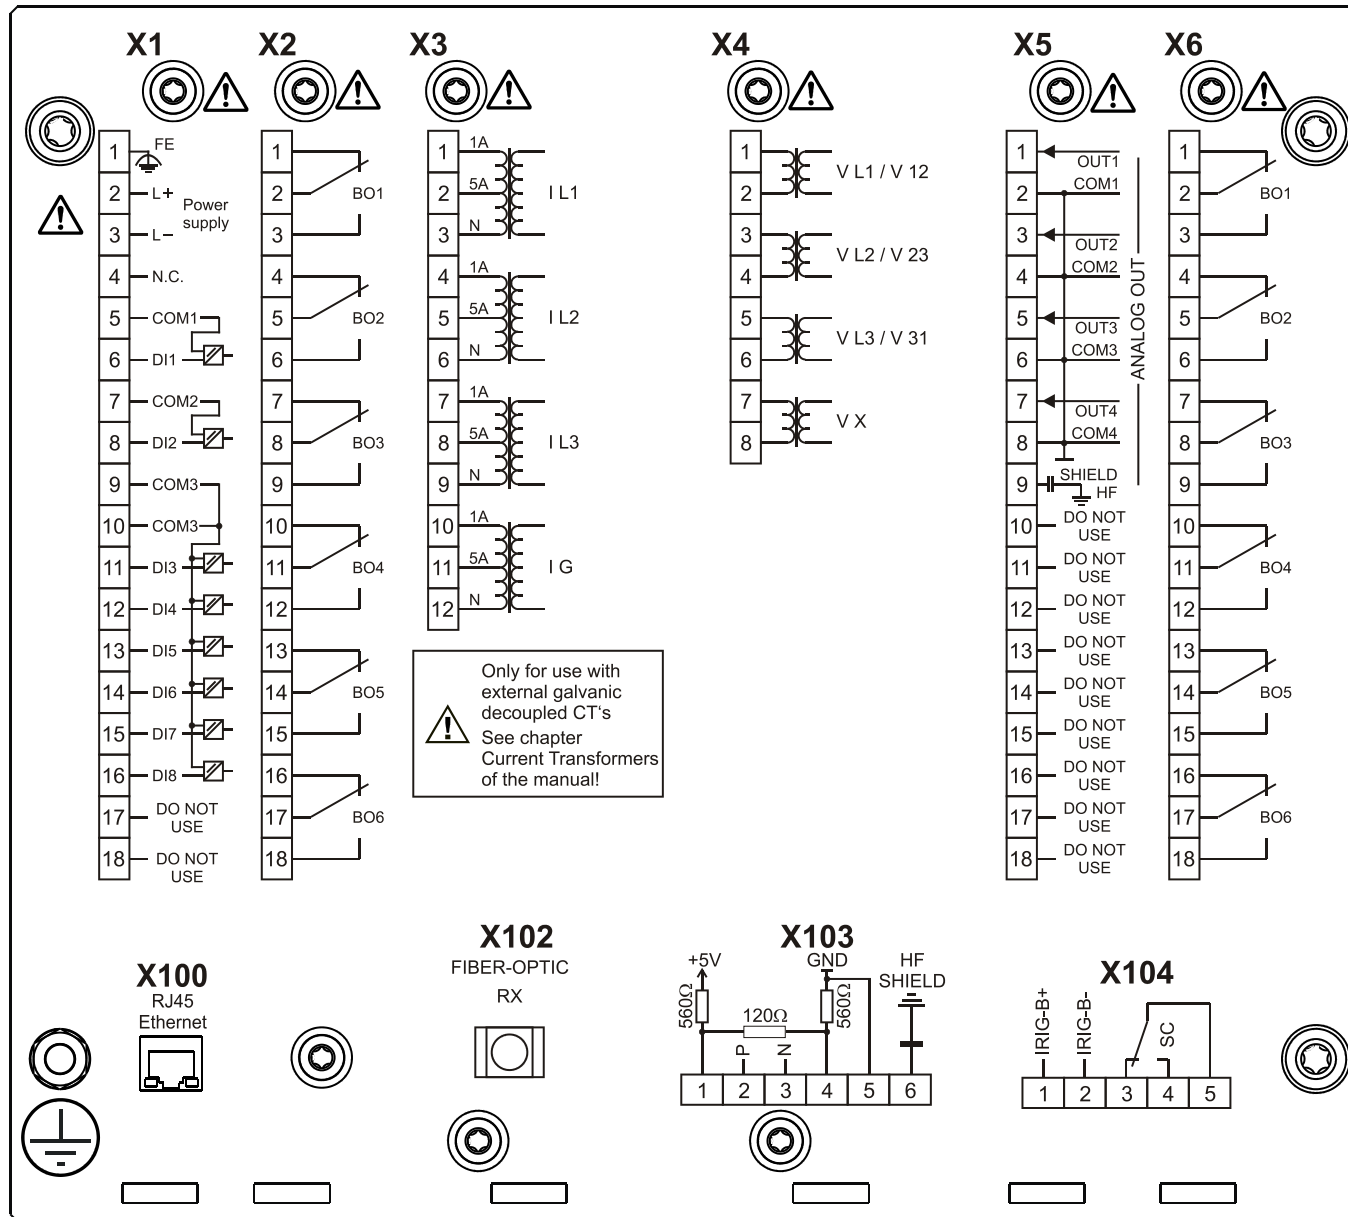 X1
X2
X3
X4
X5
X6
1 FE
2 L+
Power
supply
3 L−
4 N.C.
5 COM1
6 DI1
7 COM2
8 DI2
9 COM3
10 COM3
11 DI3
12 DI4
13 DI5
14 DI6
15 DI7
16 DI8
17 DO NOT
USE
18 DO NOT
USE
1
2 BO1
3
4
5 BO2
6
7
8 BO3
9
10
11 BO4
12
13
14 BO5
15
16
17 BO6
18
1 1A
2 5A I L1
3 N
4 1A
5 5A I L2
6 N
7 1A
8 5A I L3
9 N
10 1A
11 5A I G
12 N
Only for use with
external galvanic
decoupled CT's
See chapter
Current Transformers
of the manual!
1
V L1 / V 12
2
3
V L2 / V 23
4
5
V L3 / V 31
6
7
V X
8
1 OUT1
2 COM1
3 OUT2
4 COM2
5 OUT3
6 COM3
7 OUT4
8 COM4
ANALOG OUT
9 SHIELD
HF
10 DO NOT
USE
11 DO NOT
USE
12 DO NOT
USE
13 DO NOT
USE
14 DO NOT
USE
15 DO NOT
USE
16 DO NOT
USE
17 DO NOT
USE
18 DO NOT
USE
1
2 BO1
3
4
5 BO2
6
7
8 BO3
9
10
11 BO4
12
13
14 BO5
15
16
17 BO6
18
X100
RJ45
Ethernet
X102
FIBER-OPTIC
RX
X103
+5V
GND
HF
SHIELD
560Ω
120Ω
560Ω
P
N
1 2 3 4 5 6
X104
IRIG-B+
IRIG-B-
SC
1 2 3 4 5